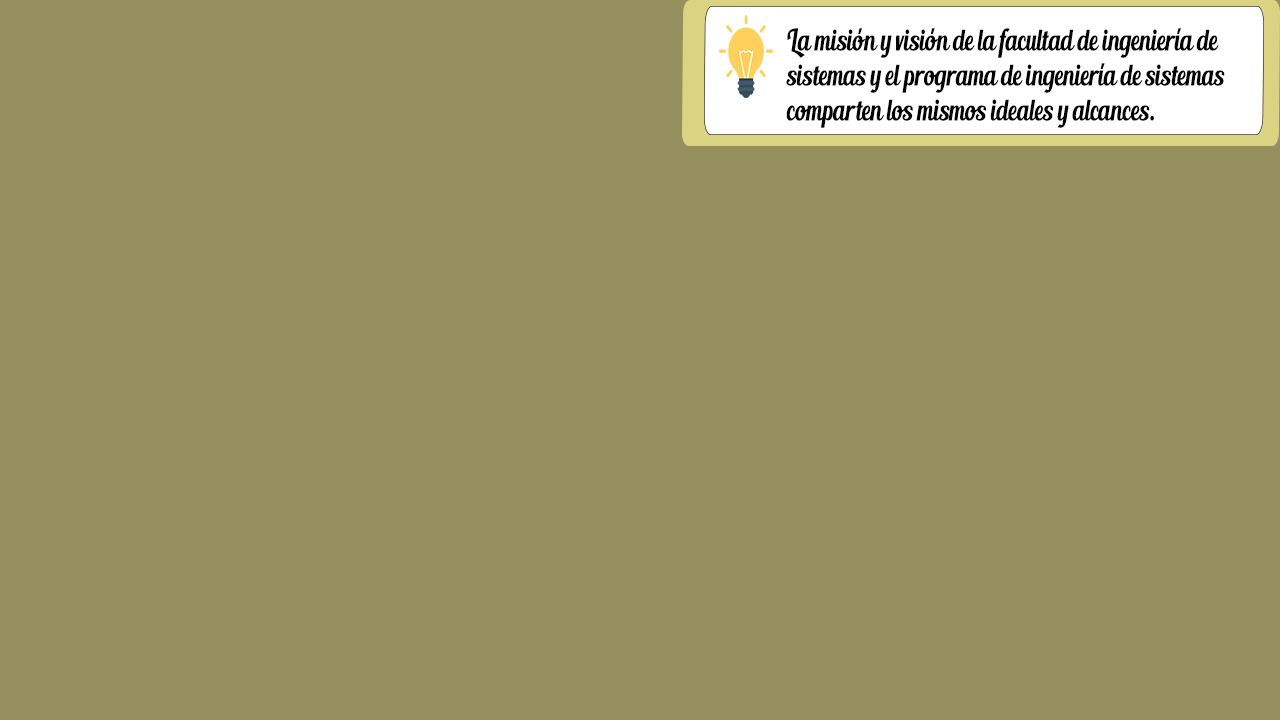 La misión y visión de la facultad de ingeniería de
sistemas y el programa de ingeniería de sistemas
comparten los mismos ideales y alcances.